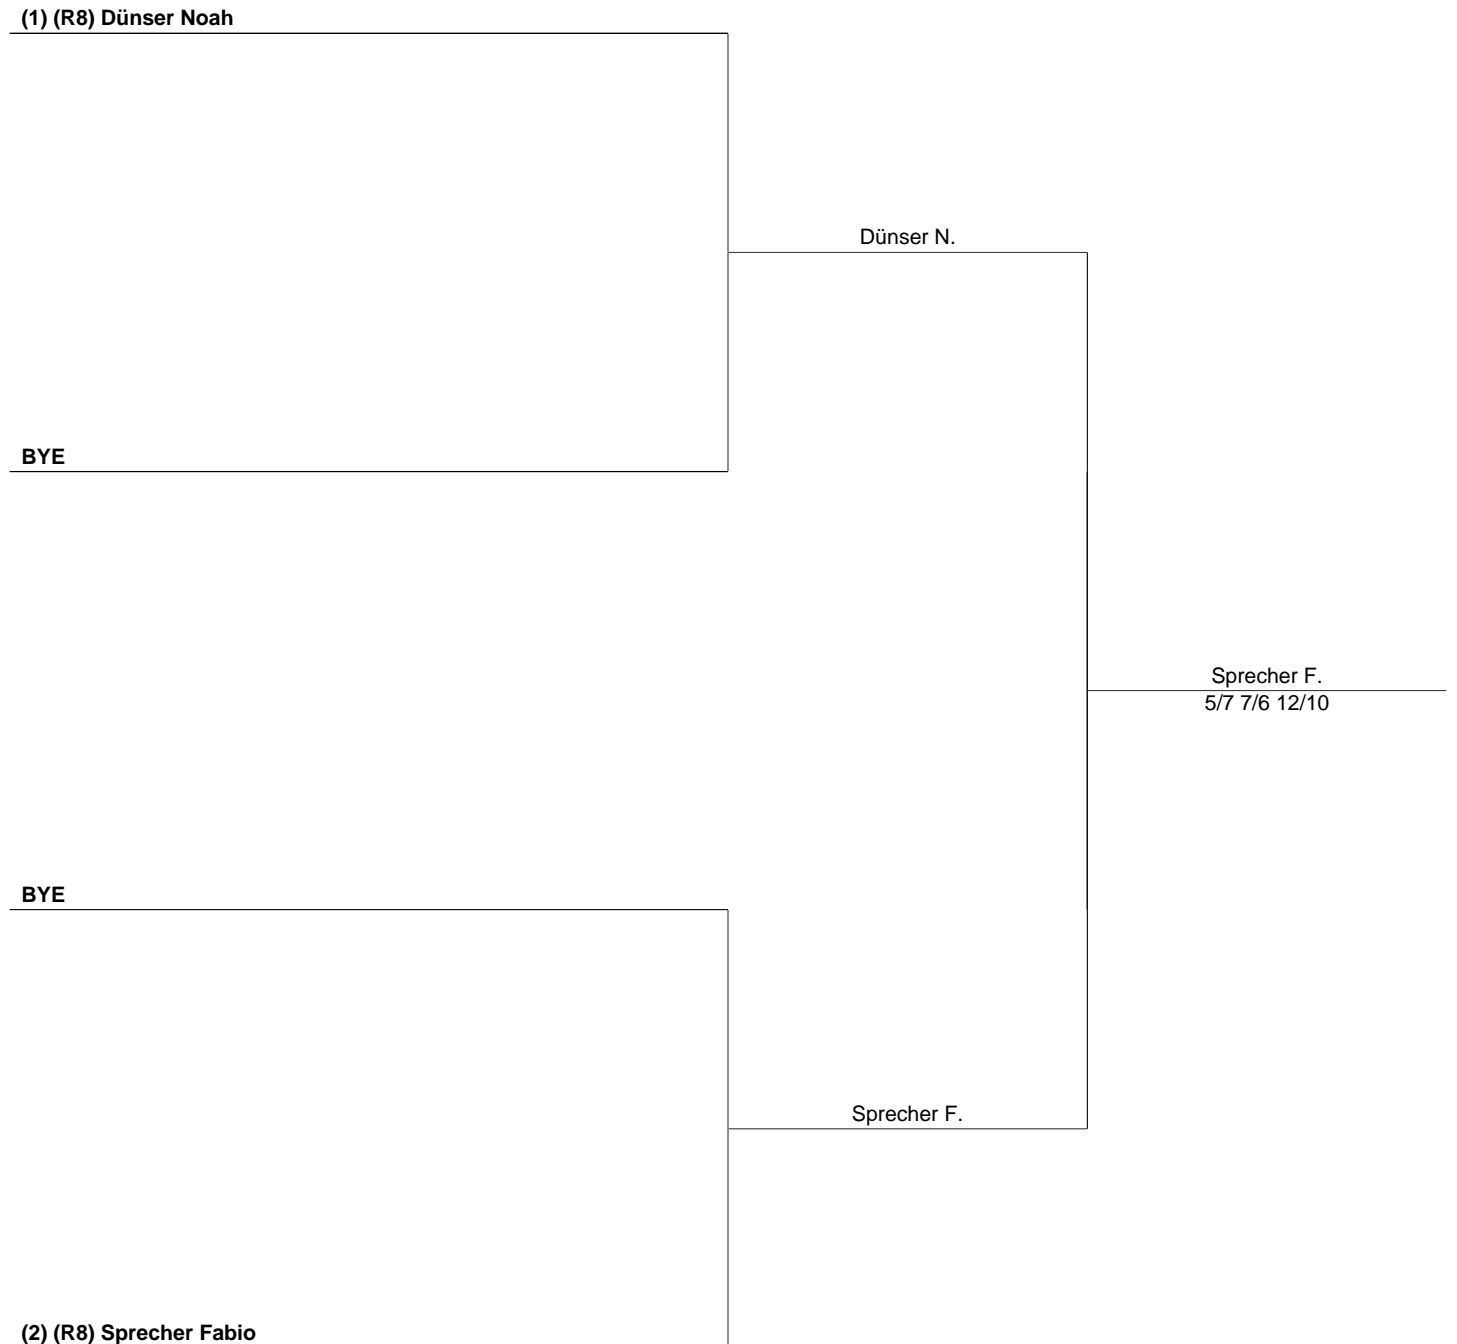 (1) (R8) Dünser Noah
Dünser N.
BYE
Sprecher F.
5/7 7/6 12/10
BYE
Sprecher F.
(2) (R8) Sprecher Fabio